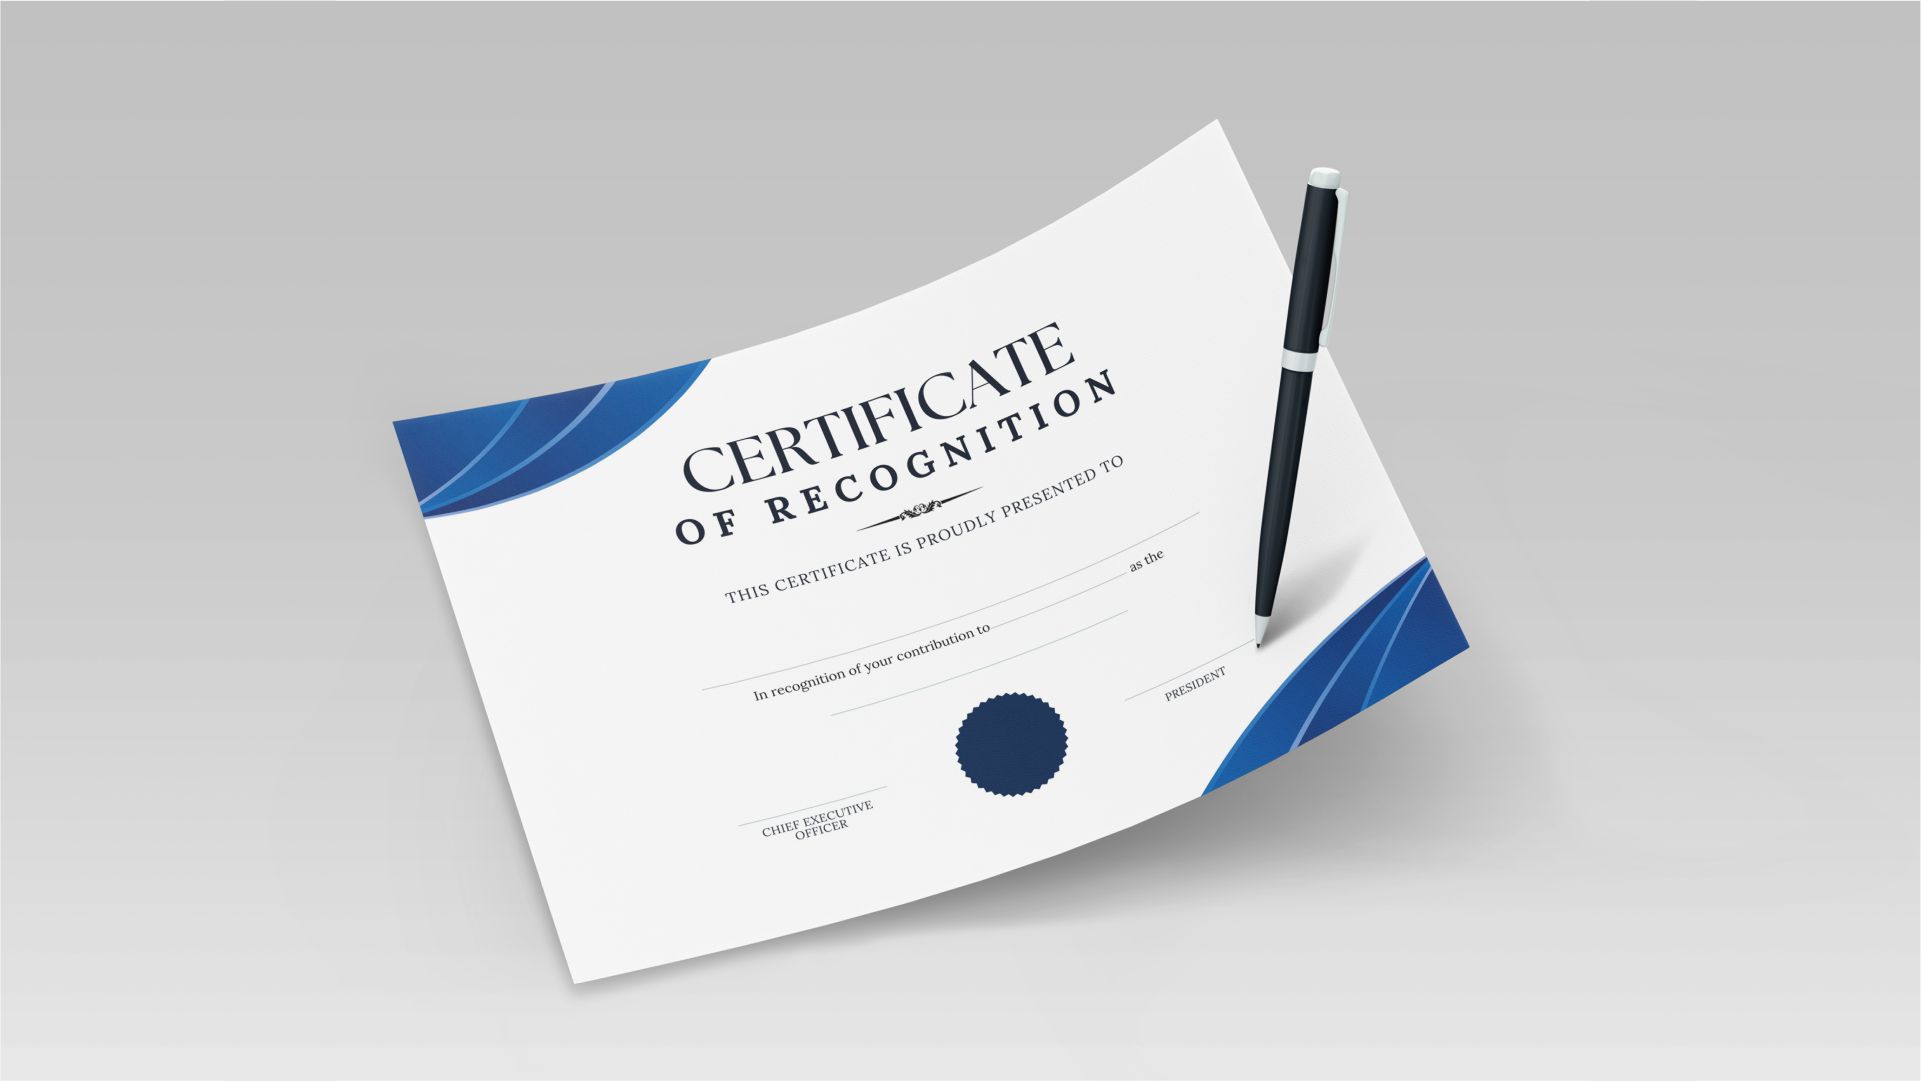 CERTIFICATE
OF RECOGNITION
THIS CERTIFICATE IS PROUDLY PRESENTED TO
In recognition of your contribution to as the
CHIEF EXECUTIVE
OFFICER
PRESIDENT